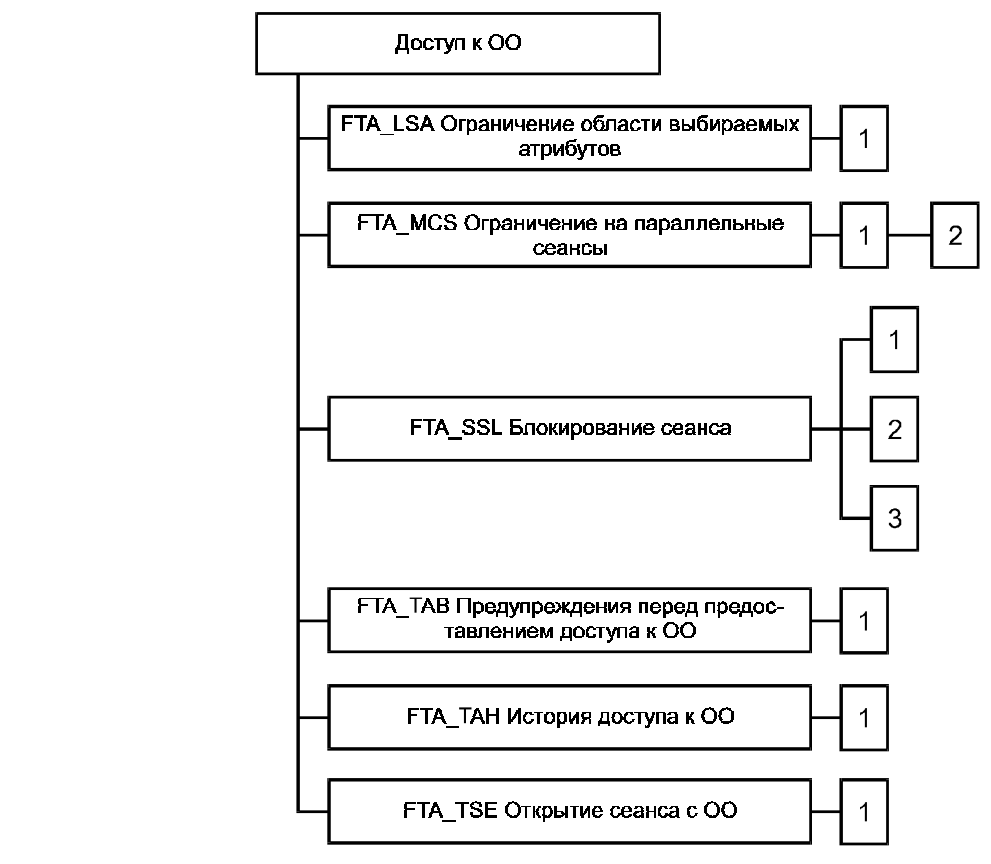 Доступ к ОО
FTA_LSA Ограничение области выбираемых
атрибутов
1
FTA_MCS Ограничение на параллельные
сеансы
1
2
1
FTA_SSL Блокирование сеанса
2
3
FTA_TAB Предупреждения перед предос-
тавлением доступа к ОО
1
FTA_TAH История доступа к ОО
1
FTA_TSE Открытие сеанса с ОО
1